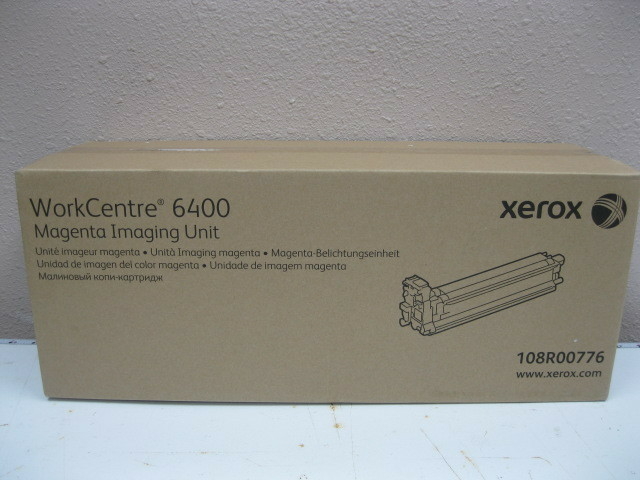 WorkCentre® 6400
Magenta Imaging Unit
Unité imageur magenta • Unità Imaging magenta • Magenta-Belichtungseinheit
Unidad de imagen del color magenta • Unidade de imagem magenta
Малиновый копи-картридж
xerox
108R00776
www.xerox.com